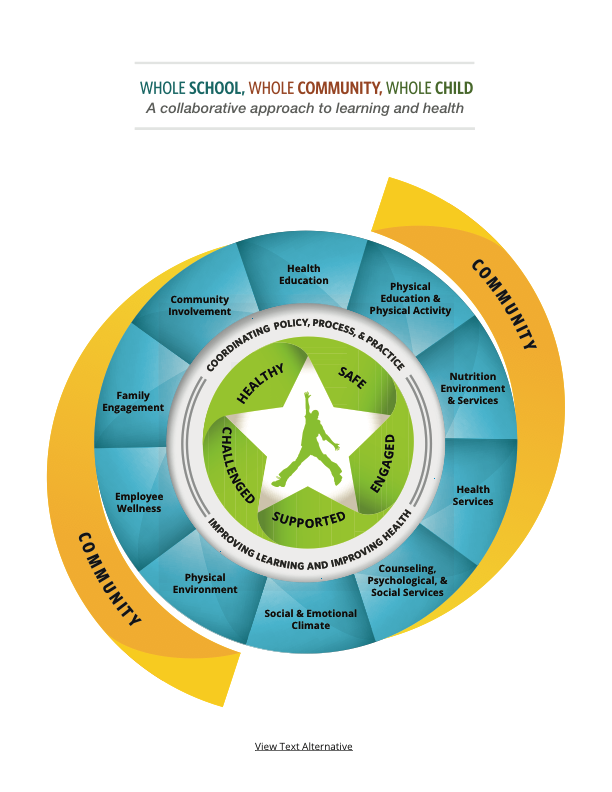 WHOLE SCHOOL, WHOLE COMMUNITY, WHOLE CHILD
A collaborative approach to learning and health
COMMUNITY
Health
Education
Physical
Education &
Physical Activity
Nutrition
Environment
& Services
Health
Services
Counseling,
Psychological, &
Social Services
Social & Emotional
Climate
Physical
Environment
Employee
Wellness
Family
Engagement
Community
Involvement
COORDINATING POLICY, PROCESS, & PRACTICE
HEALTHY
SAFE
ENGAGED
SUPPORTED
CHALLENGED
IMPROVING LEARNING AND IMPROVING HEALTH
COMMUNITY
View Text Alternative